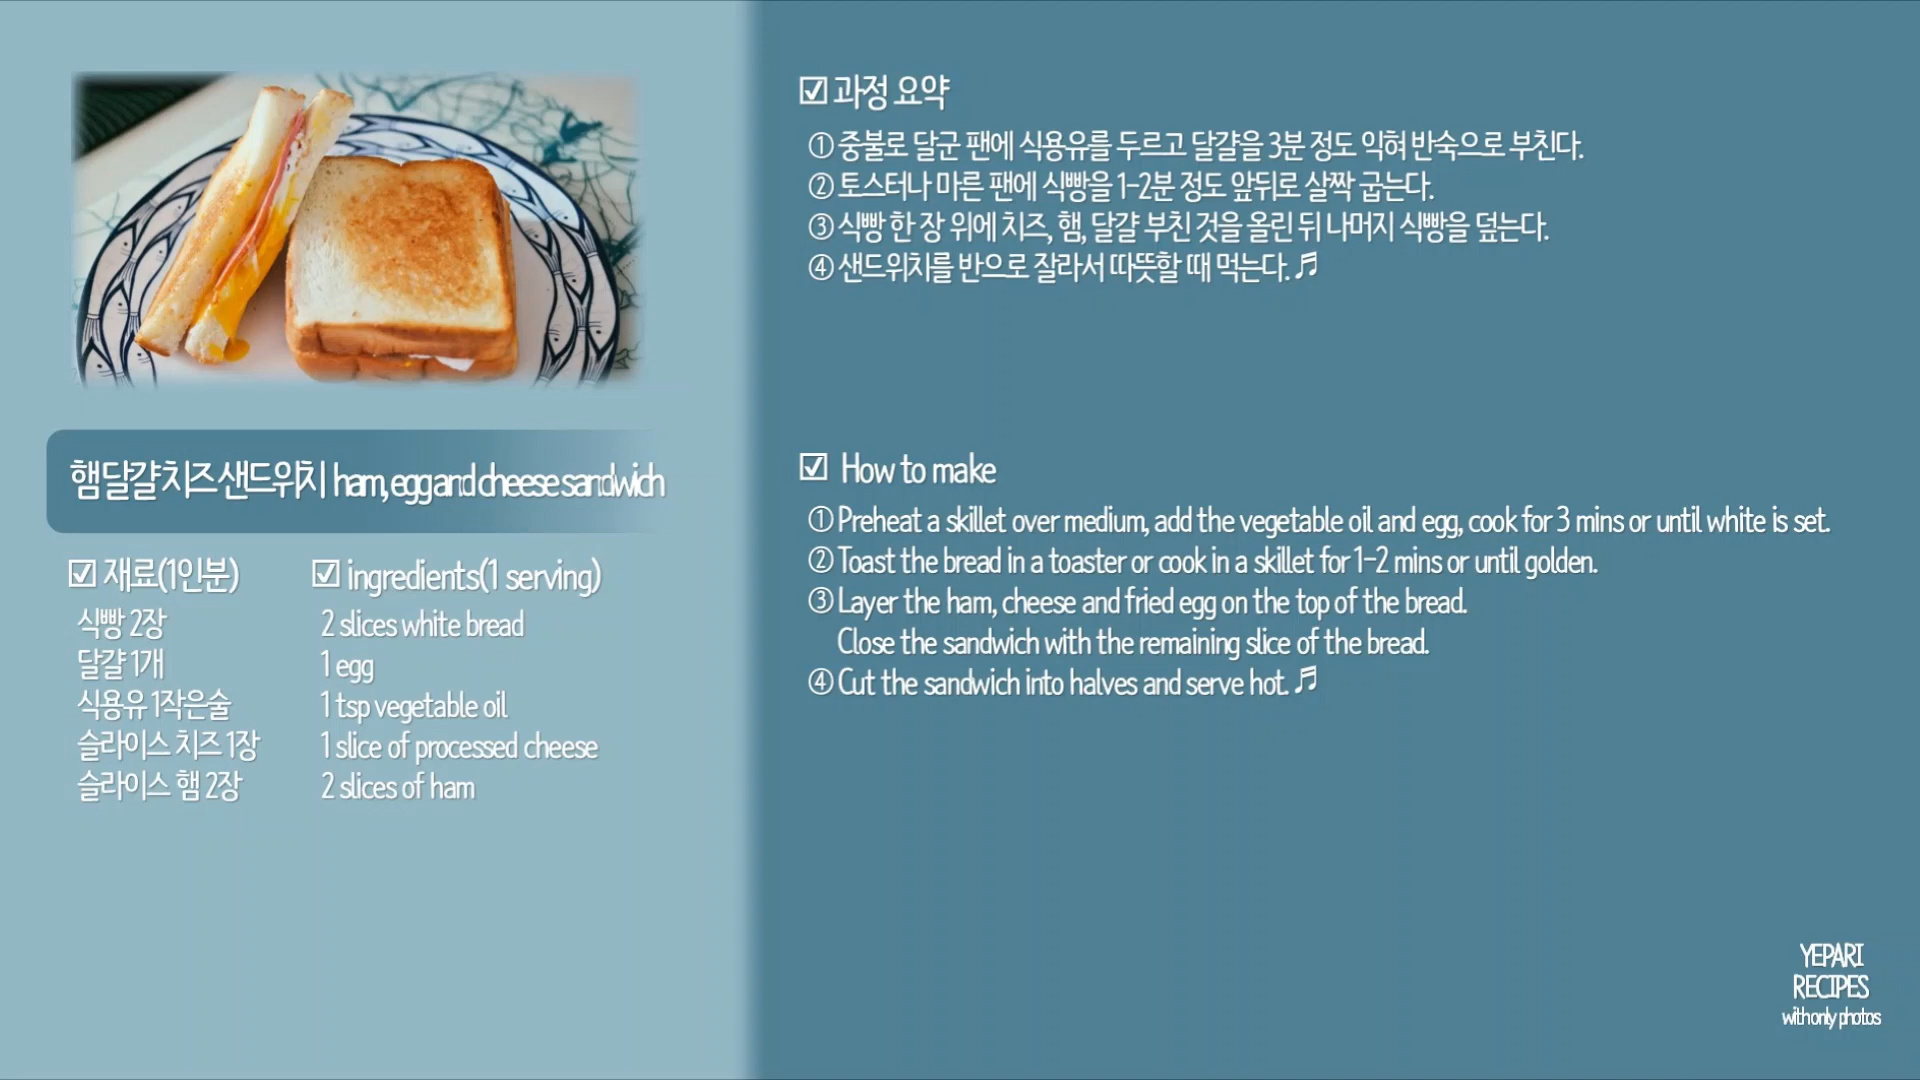 햄달걀치즈샌드위치 ham, egg and cheese sandwich
☑ 재료(1인분)
식빵 2장
달걀 1개
식용유 1작은술
슬라이스 치즈 1장
슬라이스 햄 2장
☑ ingredients(1 serving)
2 slices white bread
1 egg
1 tsp vegetable oil
1 slice of processed cheese
2 slices of ham
☑ 과정 요약
① 중불로 달군 팬에 식용유를 두르고 달걀을 3분 정도 익혀 반숙으로 부친다.
② 토스터나 마른 팬에 식빵을 1-2분 정도 앞뒤로 살짝 굽는다.
③ 식빵 한 장 위에 치즈, 햄, 달걀 부친 것을 올린 뒤 나머지 식빵을 덮는다.
④ 샌드위치를 반으로 잘라서 따뜻할 때 먹는다.♬
☑ How to make
① Preheat a skillet over medium, add the vegetable oil and egg, cook for 3 mins or until white is set.
② Toast the bread in a toaster or cook in a skillet for 1-2 mins or until golden.
③ Layer the ham, cheese and fried egg on the top of the bread.
Close the sandwich with the remaining slice of the bread.
④ Cut the sandwich into halves and serve hot.♬
YEPARI
RECIPES
with only photos